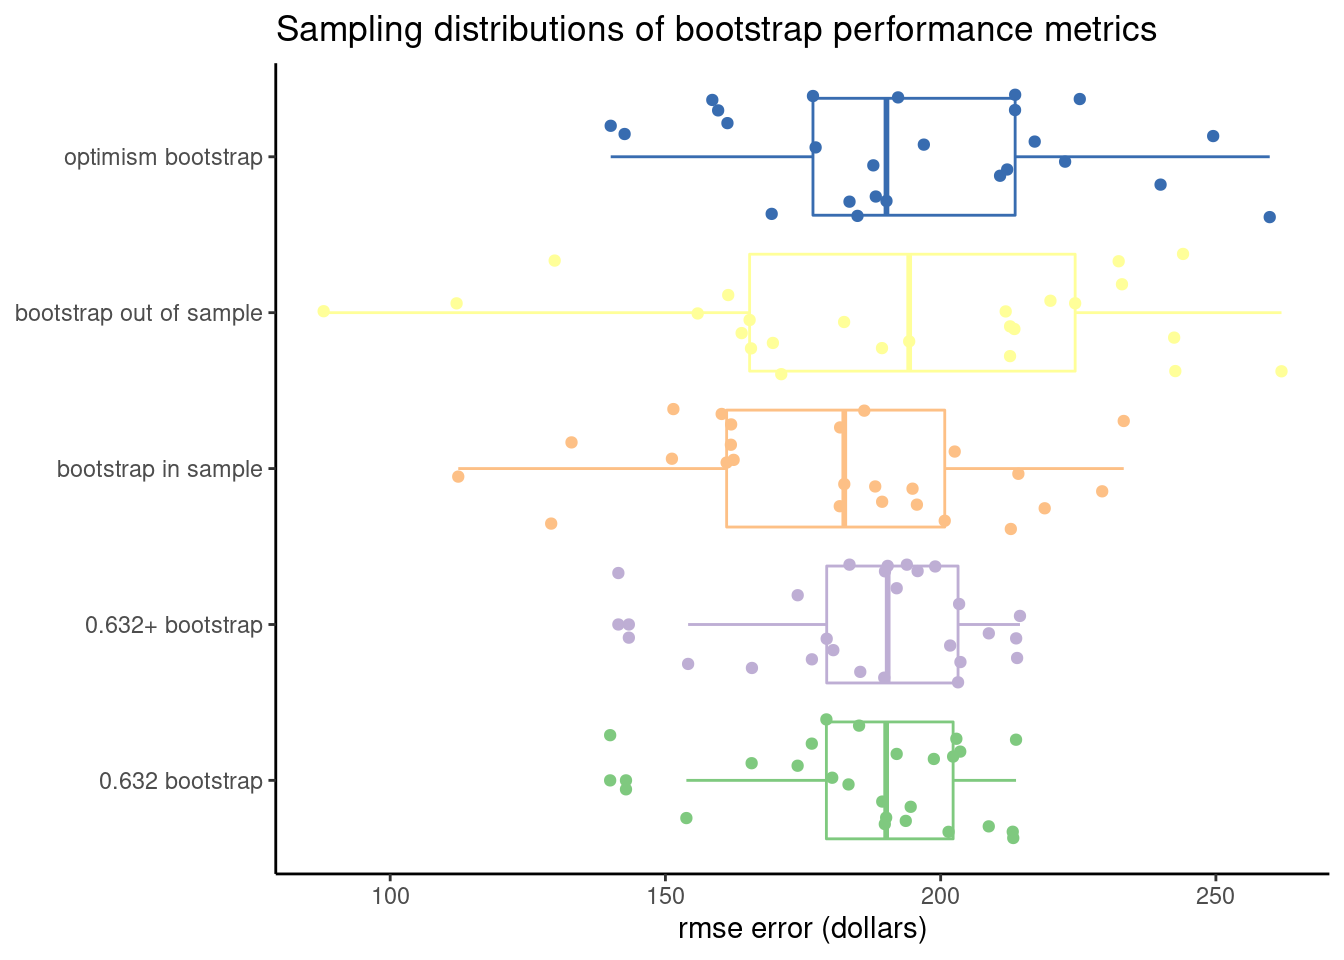 Sampling distributions of bootstrap performance metrics
optimism bootstrap
bootstrap out of sample
bootstrap in sample
0.632+ bootstrap
0.632 bootstrap
100 150 200 250
rmse error (dollars)